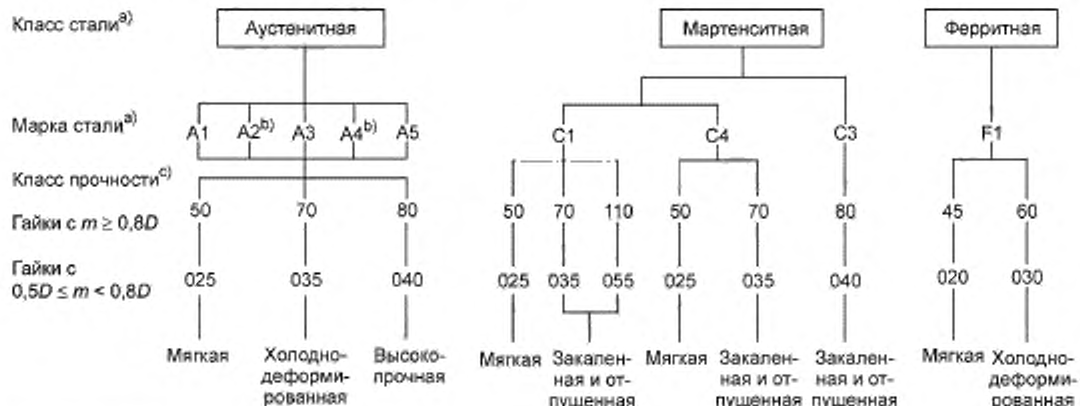 Класс стали a)
Аустенитная Мартенситная Ферритная
Марка стали a)
A1 A2 b) A3 A4 b) A5 C1 C4 C3 F1
Класс прочности c)
Гайки с m ≥ 0,8D
50 70 80 50 70 110 50 70 80 45 60
Гайки с
0,5D ≤ m < 0,8D
025 035 040 025 035 055 025 035 040 020 030
Мягкая Холодно- Высоко- Мягкая Закален- Мягкая Закален- Закален- Мягкая Холодно-
деформи- прочная ная и от- ная и от- ная и от- деформи-
рованная пущенная пущенная пущенная рованная